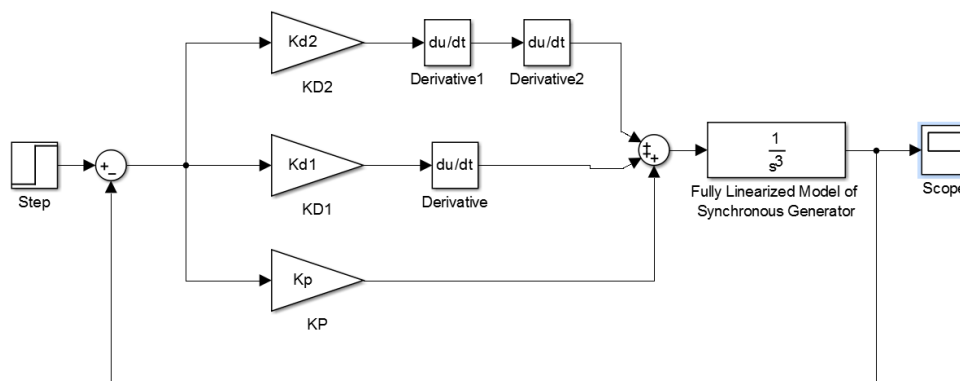 Kd2
du/dt
du/dt
Derivative1
Derivative2
KD2
Step
+
−
Kd1
du/dt
Derivative
KD1
+
+
+
1
s³
Fully Linearized Model of
Synchronous Generator
Scope
Kp
KP